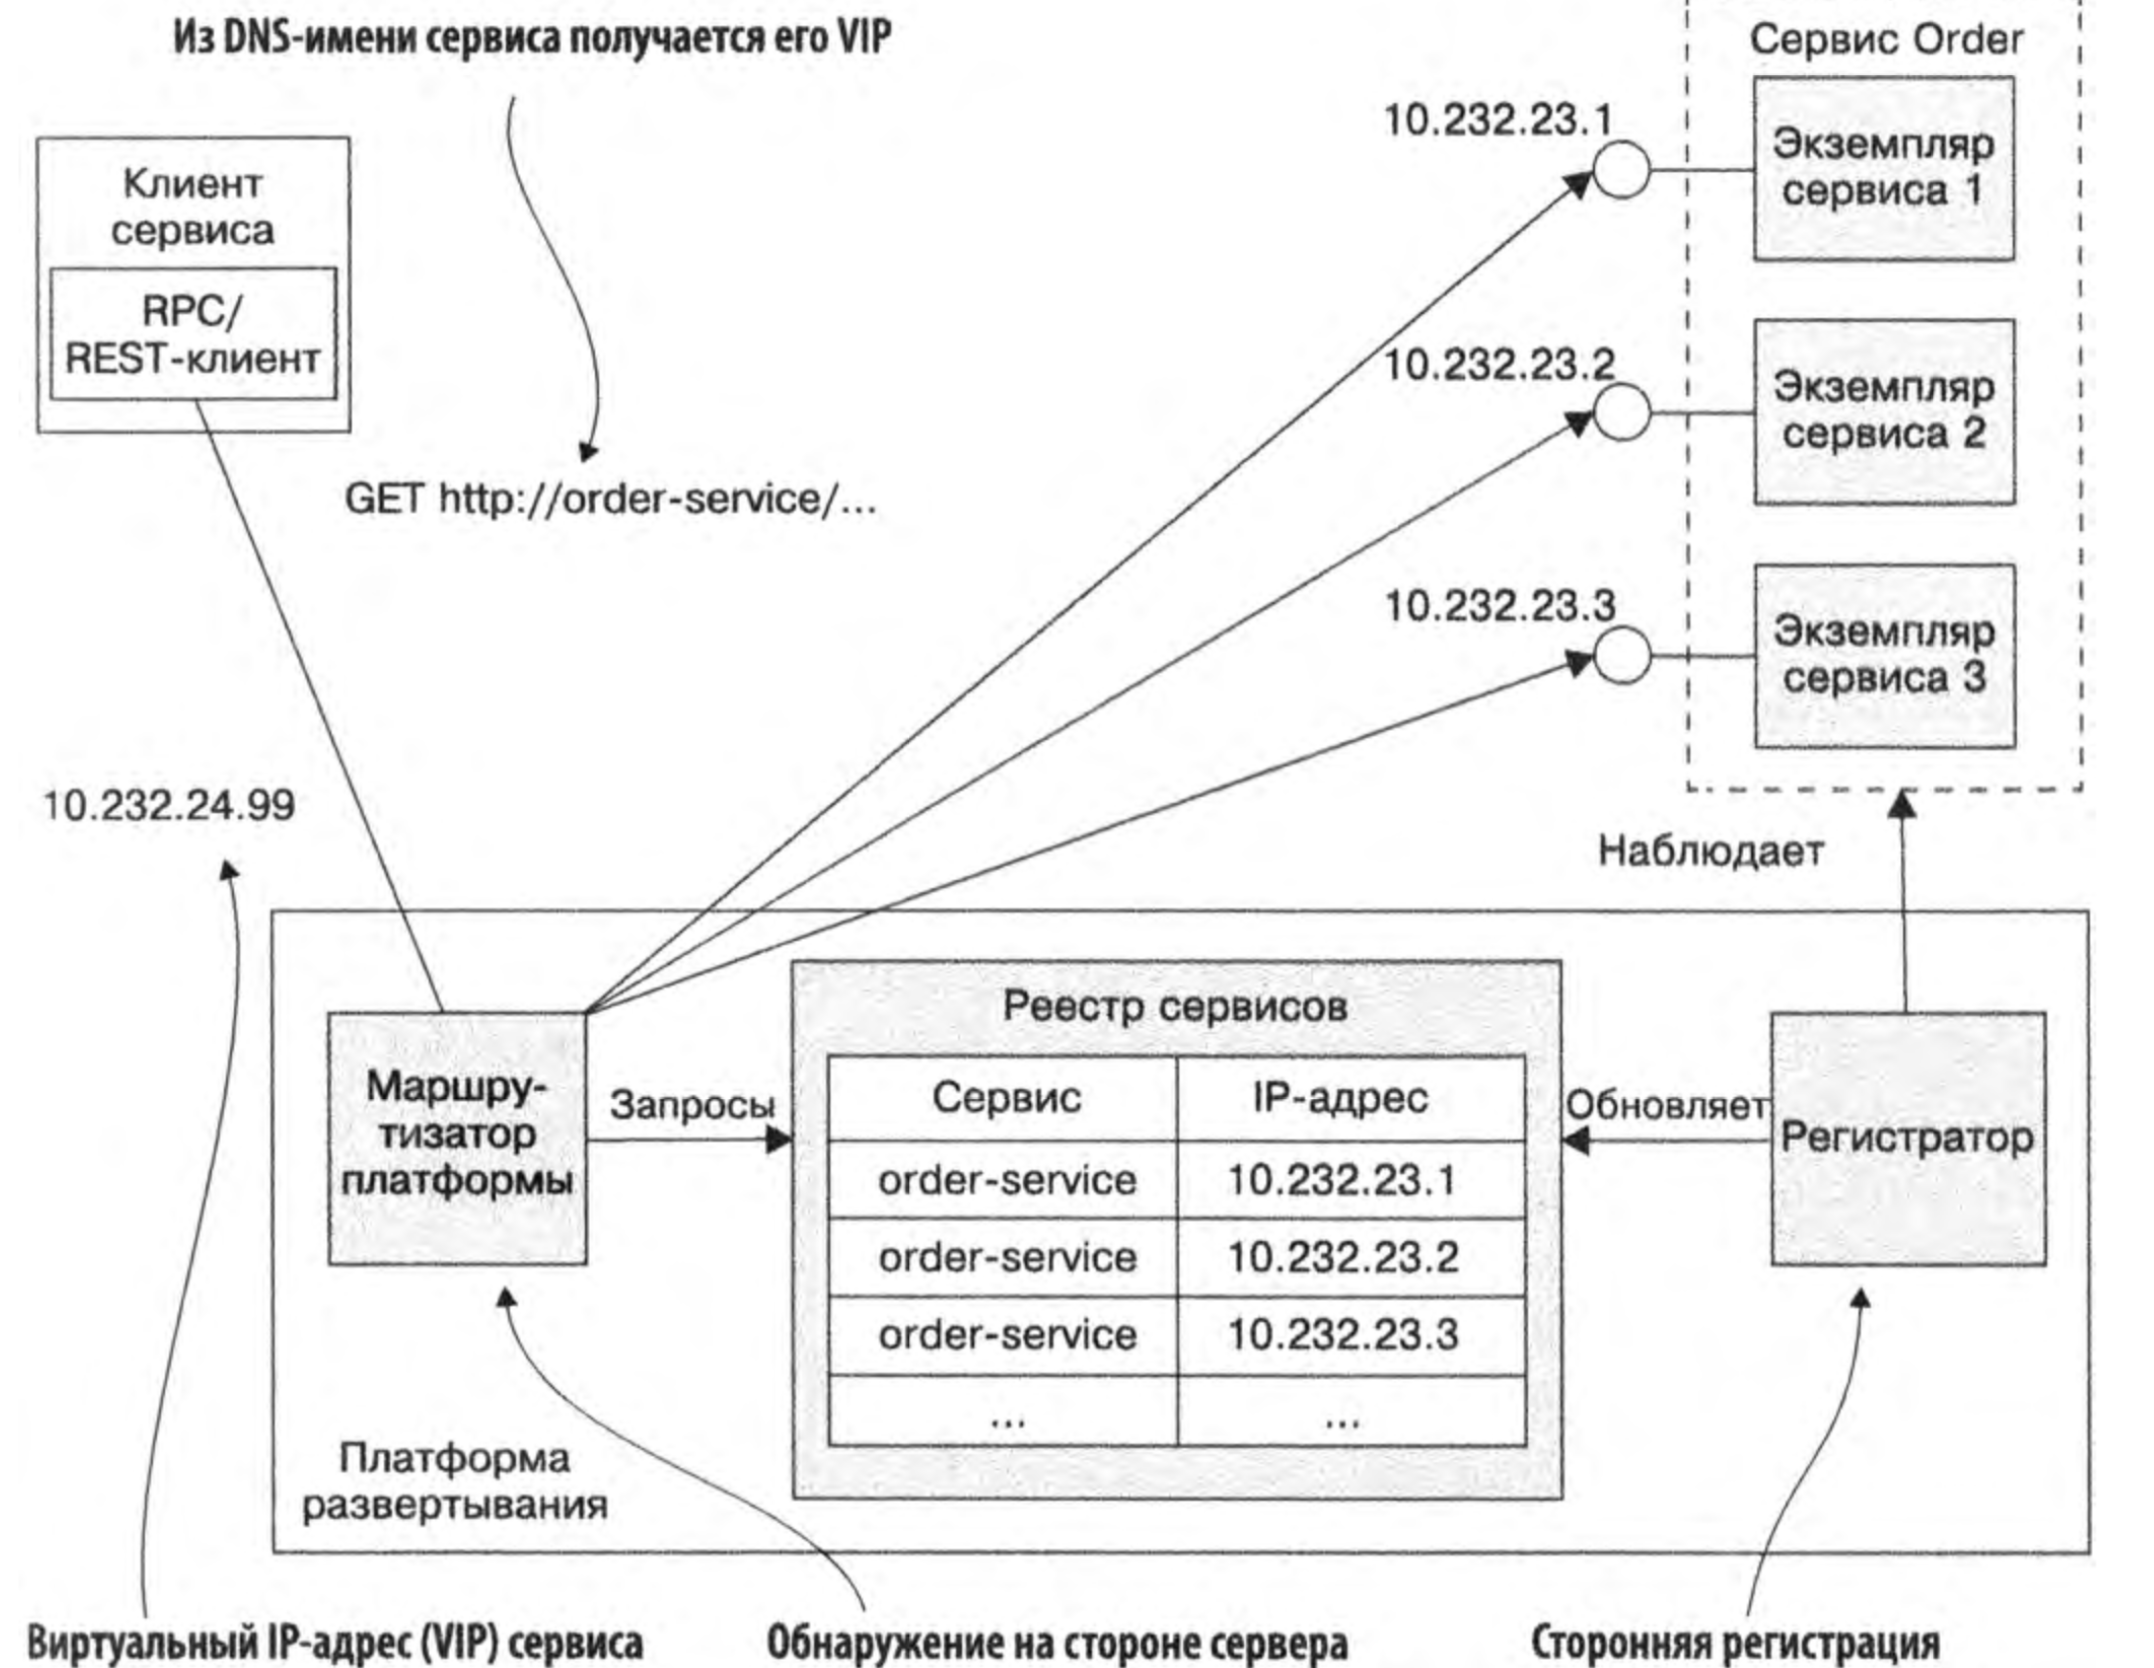 Из DNS-имени сервиса получается его VIP
Сервис Order
Клиент
сервиса
RPC/
REST-клиент
GET http://order-service/...
10.232.23.1
Экземпляр
сервиса 1
10.232.23.2
Экземпляр
сервиса 2
10.232.23.3
Экземпляр
сервиса 3
10.232.24.99
Наблюдает
Маршру-
тизатор
платформы
Запросы
Реестр сервисов
Сервис IP-адрес
order-service 10.232.23.1
order-service 10.232.23.2
order-service 10.232.23.3
... ...
Обновляет
Регистратор
Платформа
развертывания
Виртуальный IP-адрес (VIP) сервиса
Обнаружение на стороне сервера
Сторонняя регистрация